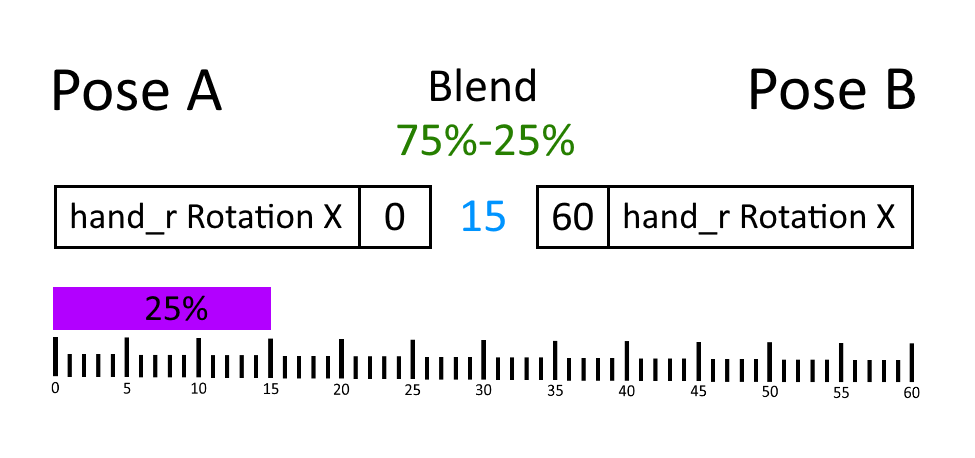 Pose A
Blend
Pose B
75%-25%
hand_r Rotation X 0
15
60 hand_r Rotation X
25%
0 5 10 15 20 25 30 35 40 45 50 55 60